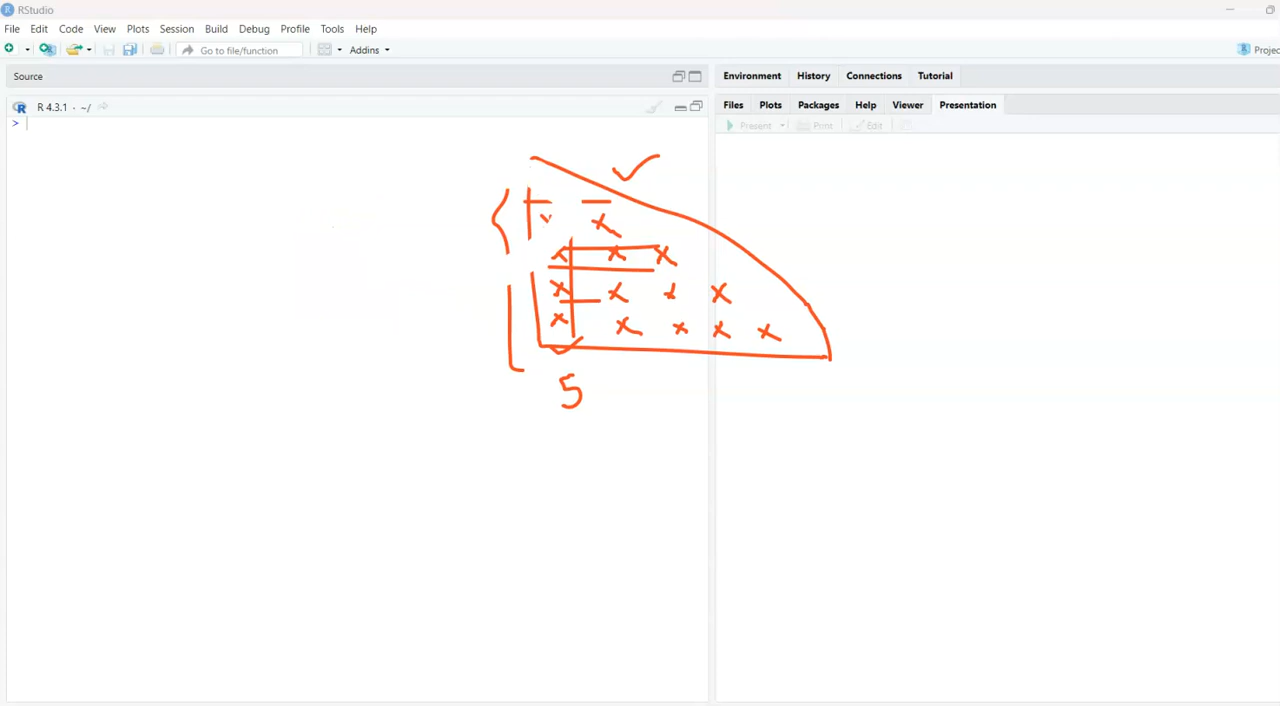 RStudio
File Edit Code View Plots Session Build Debug Profile Tools Help
Go to file/function Addins
Source
R 4.3.1 · ~/
>
Environment History Connections Tutorial
Files Plots Packages Help Viewer Presentation
Present Print Edit
x
x x x
x x x x
x x x x x
5